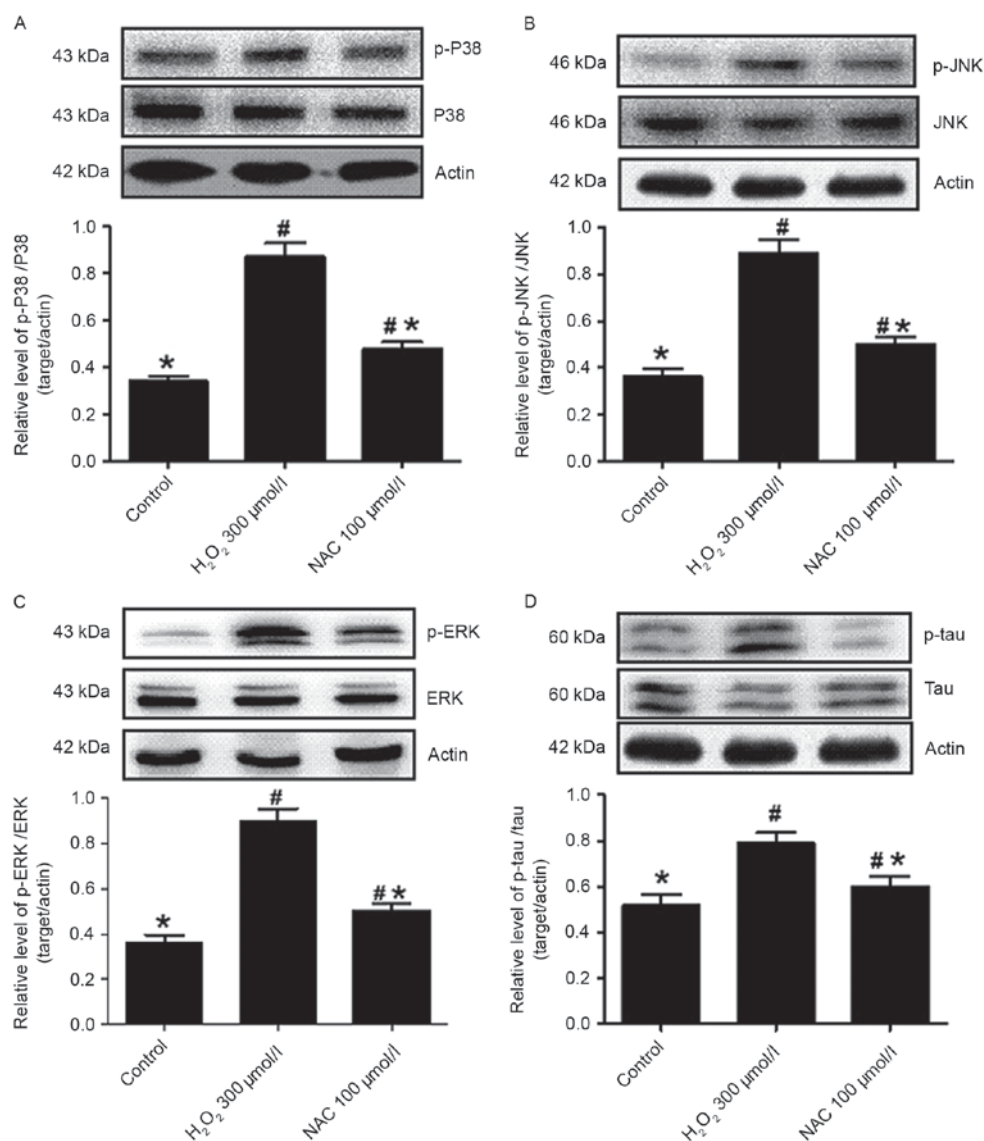 A
43 kDa
p-P38
43 kDa
P38
42 kDa
Actin
Relative level of p-P38 /P38
(target/actin)
1.0
0.8
0.6
0.4
0.2
0.0
*
#
# *
Control
H₂O₂ 300 µmol/l
NAC 100 µmol/l
B
46 kDa
p-JNK
46 kDa
JNK
42 kDa
Actin
Relative level of p-JNK /JNK
(target/actin)
1.0
0.8
0.6
0.4
0.2
0.0
*
#
# *
Control
H₂O₂ 300 µmol/l
NAC 100 µmol/l
C
43 kDa
p-ERK
43 kDa
ERK
42 kDa
Actin
Relative level of p-ERK /ERK
(target/actin)
1.0
0.8
0.6
0.4
0.2
0.0
*
#
# *
Control
H₂O₂ 300 µmol/l
NAC 100 µmol/l
D
60 kDa
p-tau
60 kDa
Tau
42 kDa
Actin
Relative level of p-tau /tau
(target/actin)
1.0
0.8
0.6
0.4
0.2
0.0
*
#
# *
Control
H₂O₂ 300 µmol/l
NAC 100 µmol/l